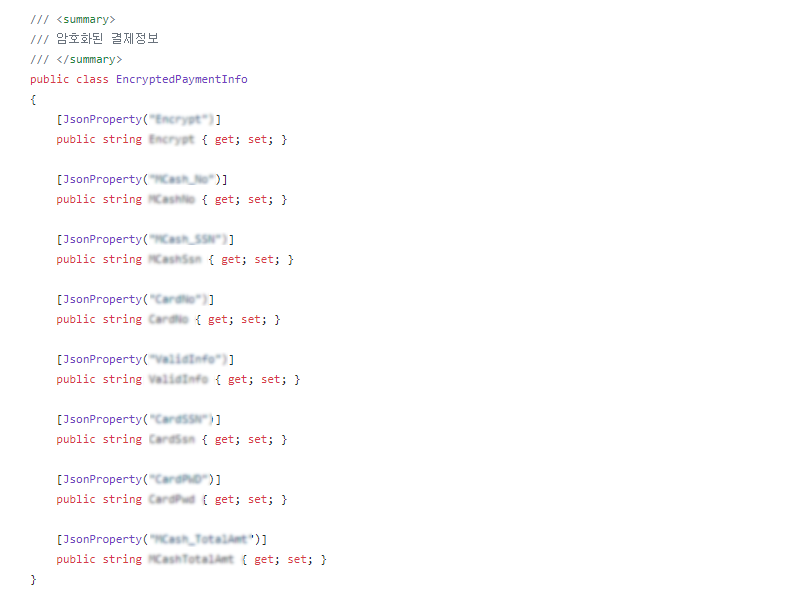 /// <summary>
/// 암호화된 결제정보
/// </summary>
public class EncryptedPaymentInfo
{
[JsonProperty("Encrypt")]
public string Encrypt { get; set; }
[JsonProperty("MCash_No")]
public string MCashNo { get; set; }
[JsonProperty("MCash_SSN")]
public string MCashSsn { get; set; }
[JsonProperty("CardNo")]
public string CardNo { get; set; }
[JsonProperty("ValidInfo")]
public string ValidInfo { get; set; }
[JsonProperty("CardSSN")]
public string CardSsn { get; set; }
[JsonProperty("CardPWD")]
public string CardPwd { get; set; }
[JsonProperty("MCash_TotalAmt")]
public string MCashTotalAmt { get; set; }
}